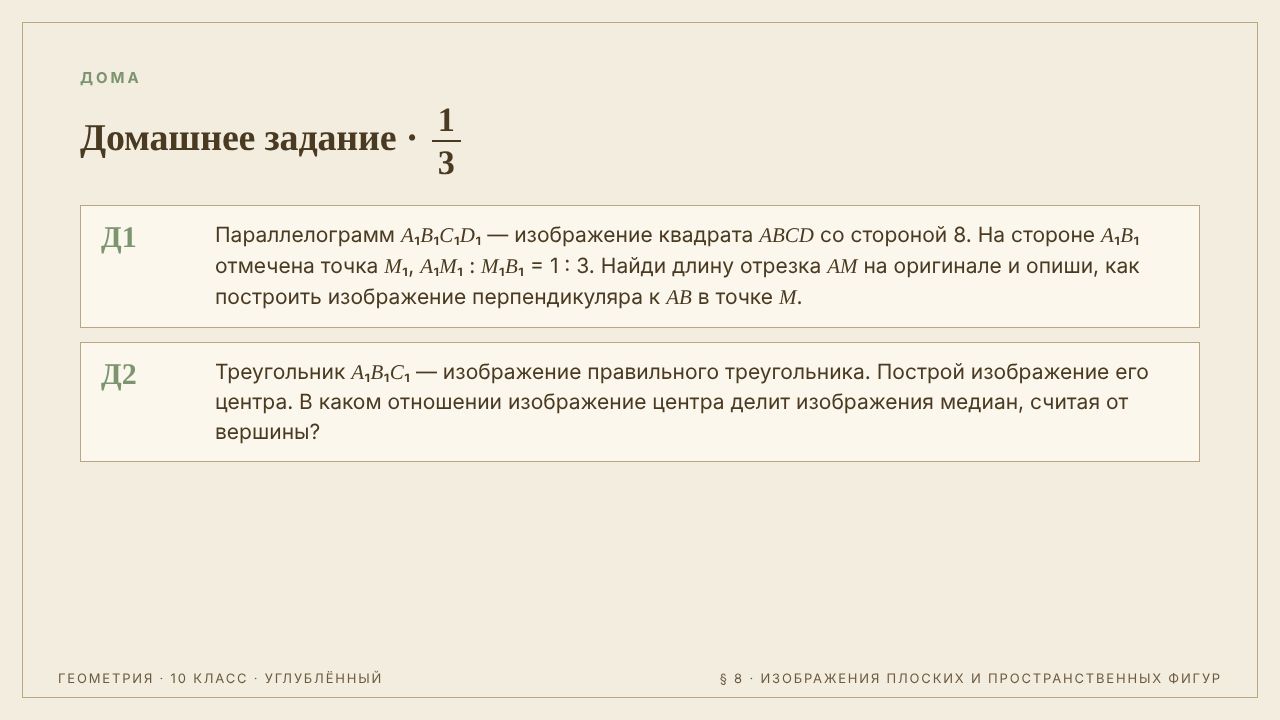 ДОМА
Домашнее задание · 1/3
Д1
Параллелограмм A₁B₁C₁D₁ — изображение квадрата ABCD со стороной 8. На стороне A₁B₁
отмечена точка M₁, A₁M₁ : M₁B₁ = 1 : 3. Найди длину отрезка AM на оригинале и опиши, как
построить изображение перпендикуляра к AB в точке M.
Д2
Треугольник A₁B₁C₁ — изображение правильного треугольника. Построй изображение его
центра. В каком отношении изображение центра делит изображения медиан, считая от
вершины?
ГЕОМЕТРИЯ · 10 КЛАСС · УГЛУБЛЁННЫЙ
§ 8 · ИЗОБРАЖЕНИЯ ПЛОСКИХ И ПРОСТРАНСТВЕННЫХ ФИГУР